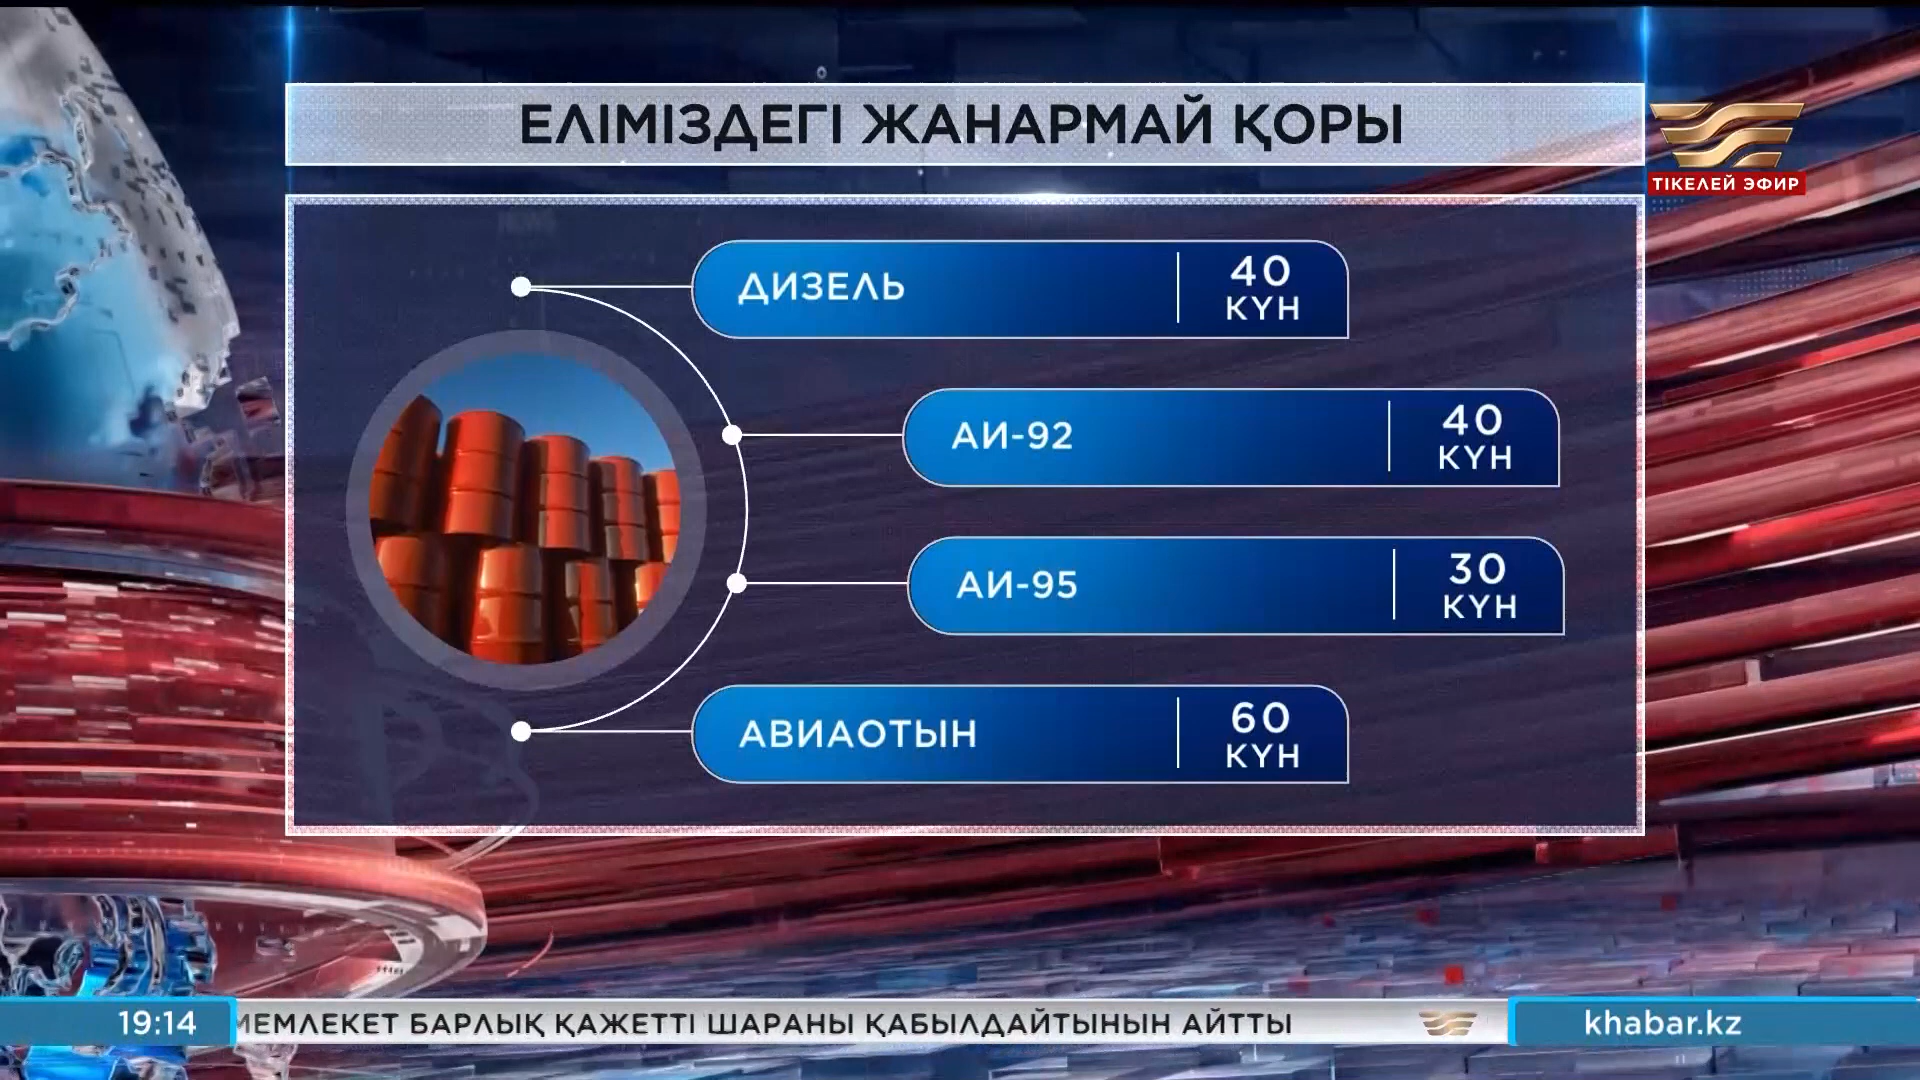 ЕЛІМІЗДЕГІ ЖАНАРМАЙ ҚОРЫ
ТІКЕЛЕЙ ЭФИР
ДИЗЕЛЬ
40
КҮН
АИ-92
40
КҮН
АИ-95
30
КҮН
АВИАОТЫН
60
КҮН
19:14
МЕМЛЕКЕТ БАРЛЫҚ ҚАЖЕТТІ ШАРАНЫ ҚАБЫЛДАЙТЫНЫН АЙТТЫ
khabar.kz